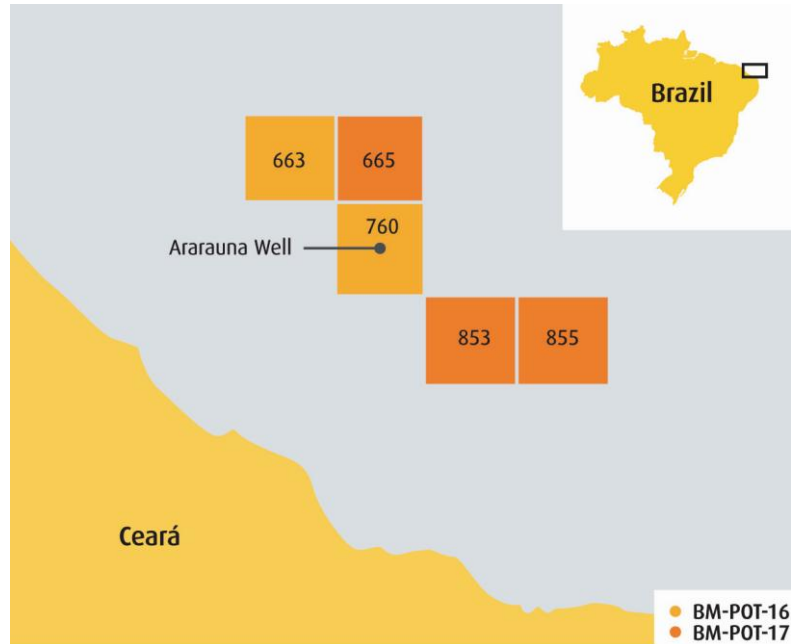 Brazil
663
665
760
Ararauna Well
853
855
Ceará
BM-POT-16
BM-POT-17